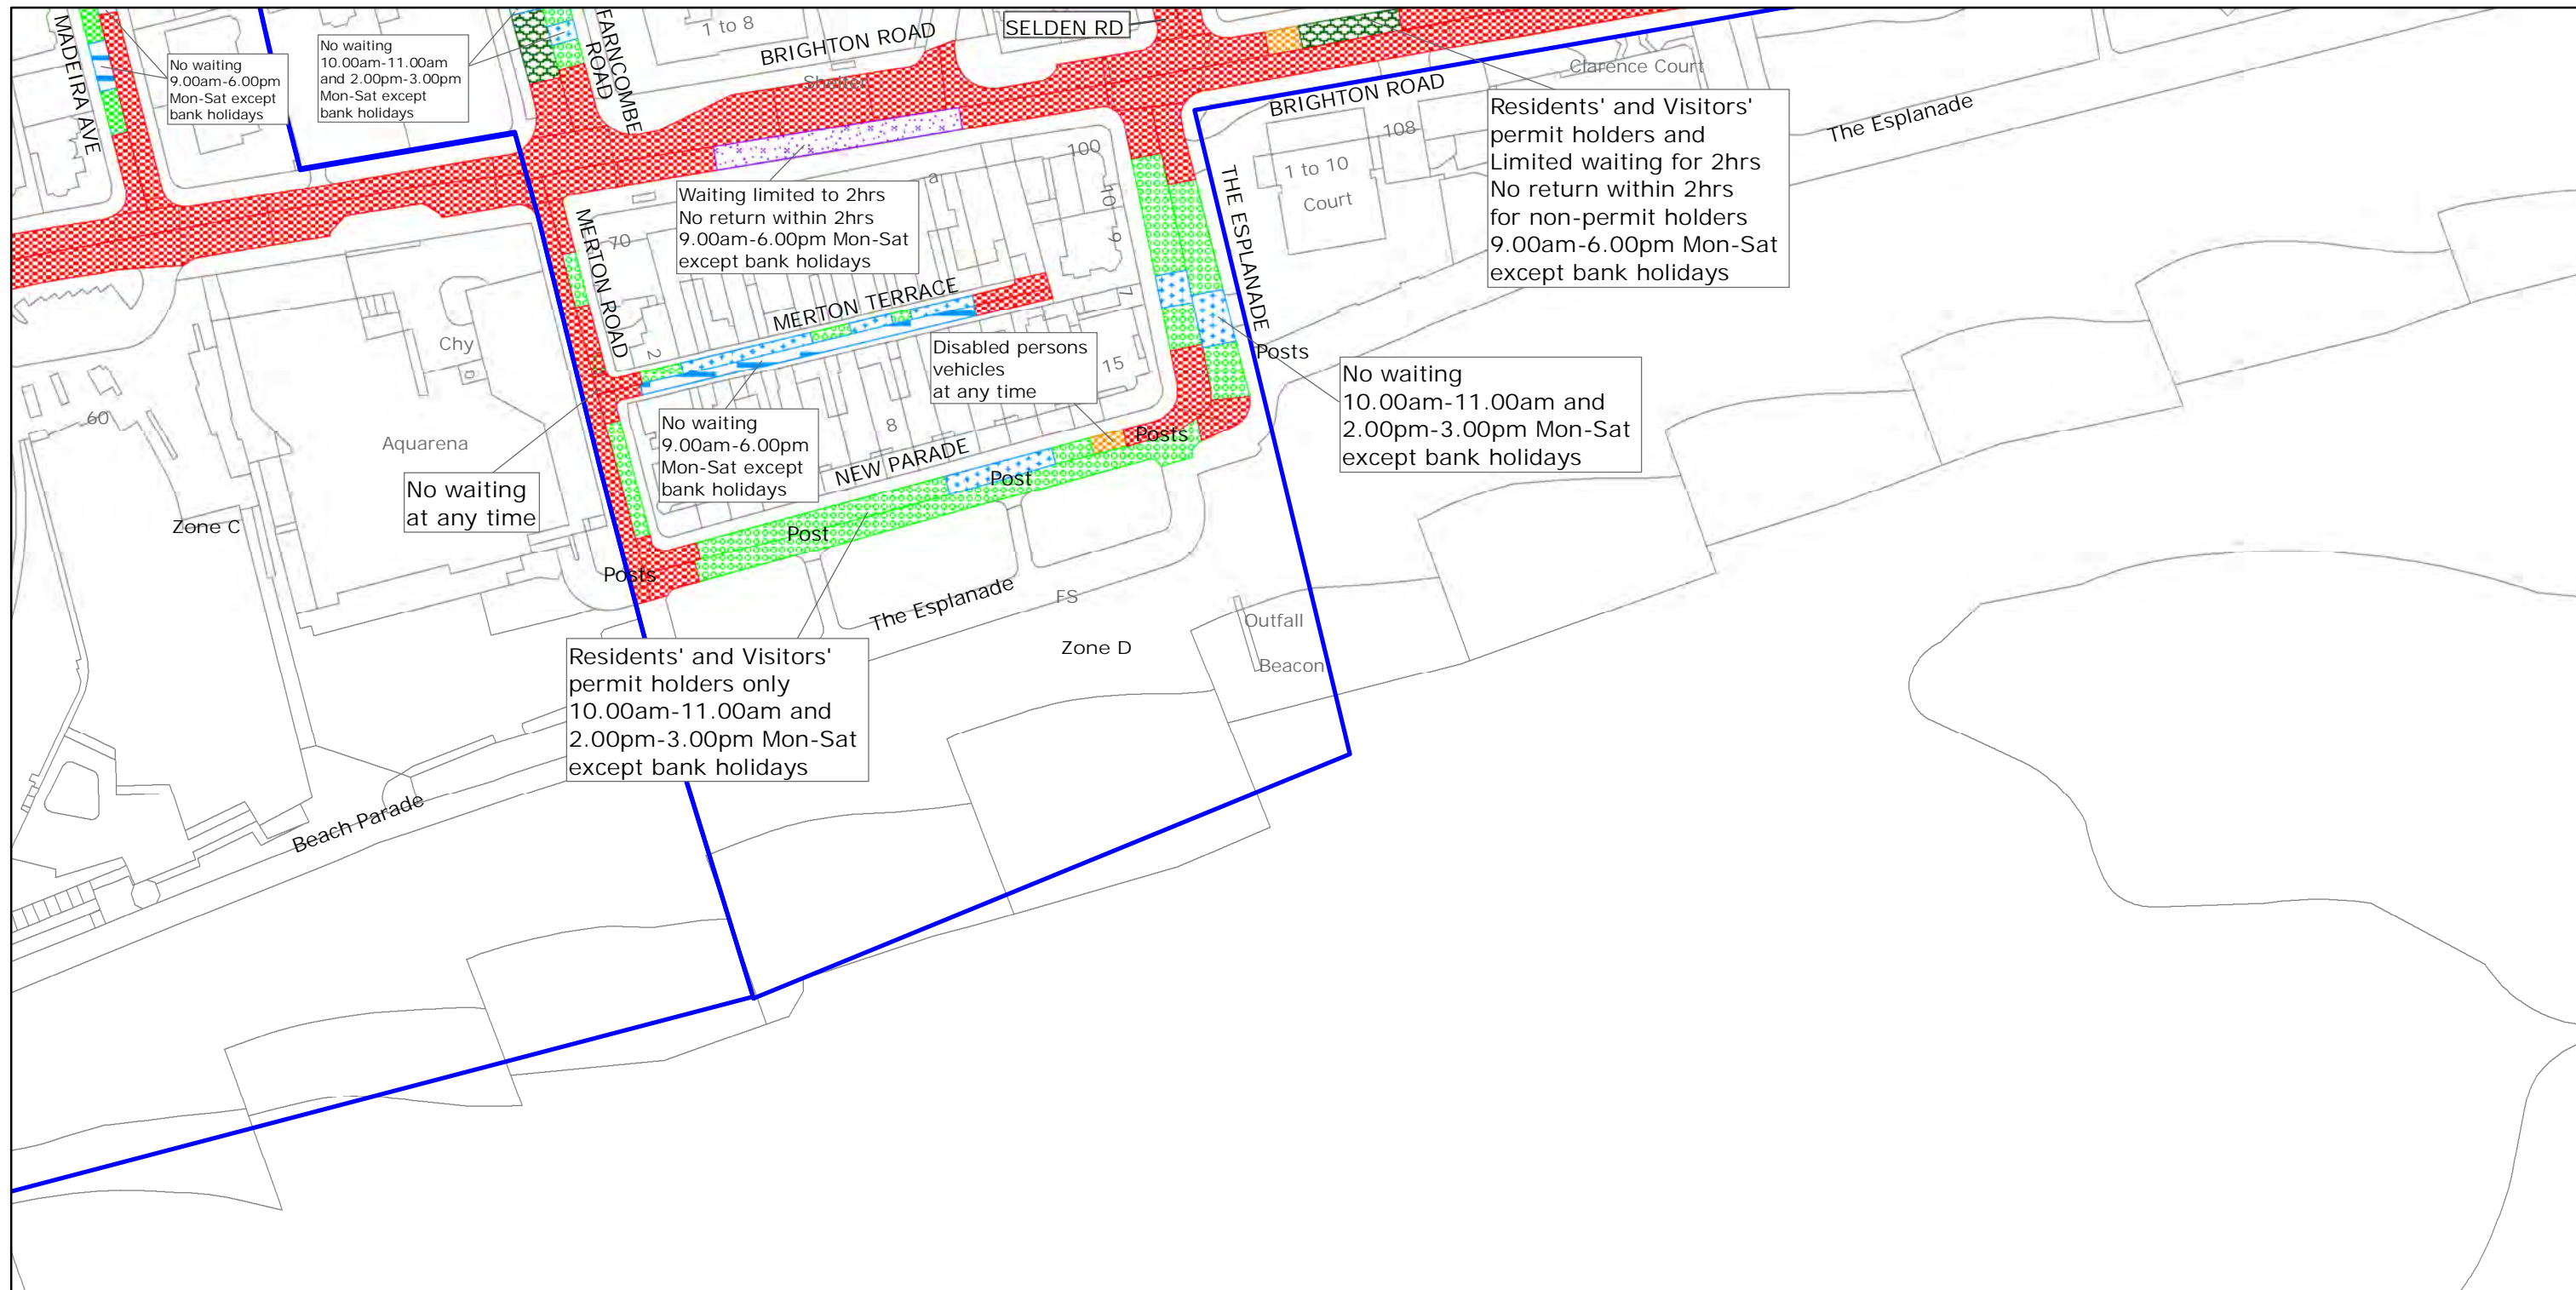 MADEIRA AVE
No waiting
9.00am-6.00pm
Mon-Sat except
bank holidays
No waiting
10.00am-11.00am
and 2.00pm-3.00pm
Mon-Sat except
bank holidays
FARNCOMBE
ROAD
1 to 8
BRIGHTON ROAD
Shelter
SELDEN RD
BRIGHTON ROAD
Clarence Court
108
1 to 10
Court
The Esplanade
Residents' and Visitors'
permit holders and
Limited waiting for 2hrs
No return within 2hrs
for non-permit holders
9.00am-6.00pm Mon-Sat
except bank holidays
100
a
10
9
7
THE ESPLANADE
Waiting limited to 2hrs
No return within 2hrs
9.00am-6.00pm Mon-Sat
except bank holidays
70
MERTON ROAD
2
MERTON TERRACE
Disabled persons
vehicles
at any time
15
Posts
No waiting
10.00am-11.00am and
2.00pm-3.00pm Mon-Sat
except bank holidays
Chy
60
Aquarena
No waiting
9.00am-6.00pm
Mon-Sat except
bank holidays
8
NEW PARADE
Posts
Post
No waiting
at any time
Zone C
Post
Posts
The Esplanade
FS
Zone D
Outfall
Beacon
Residents' and Visitors'
permit holders only
10.00am-11.00am and
2.00pm-3.00pm Mon-Sat
except bank holidays
Beach Parade